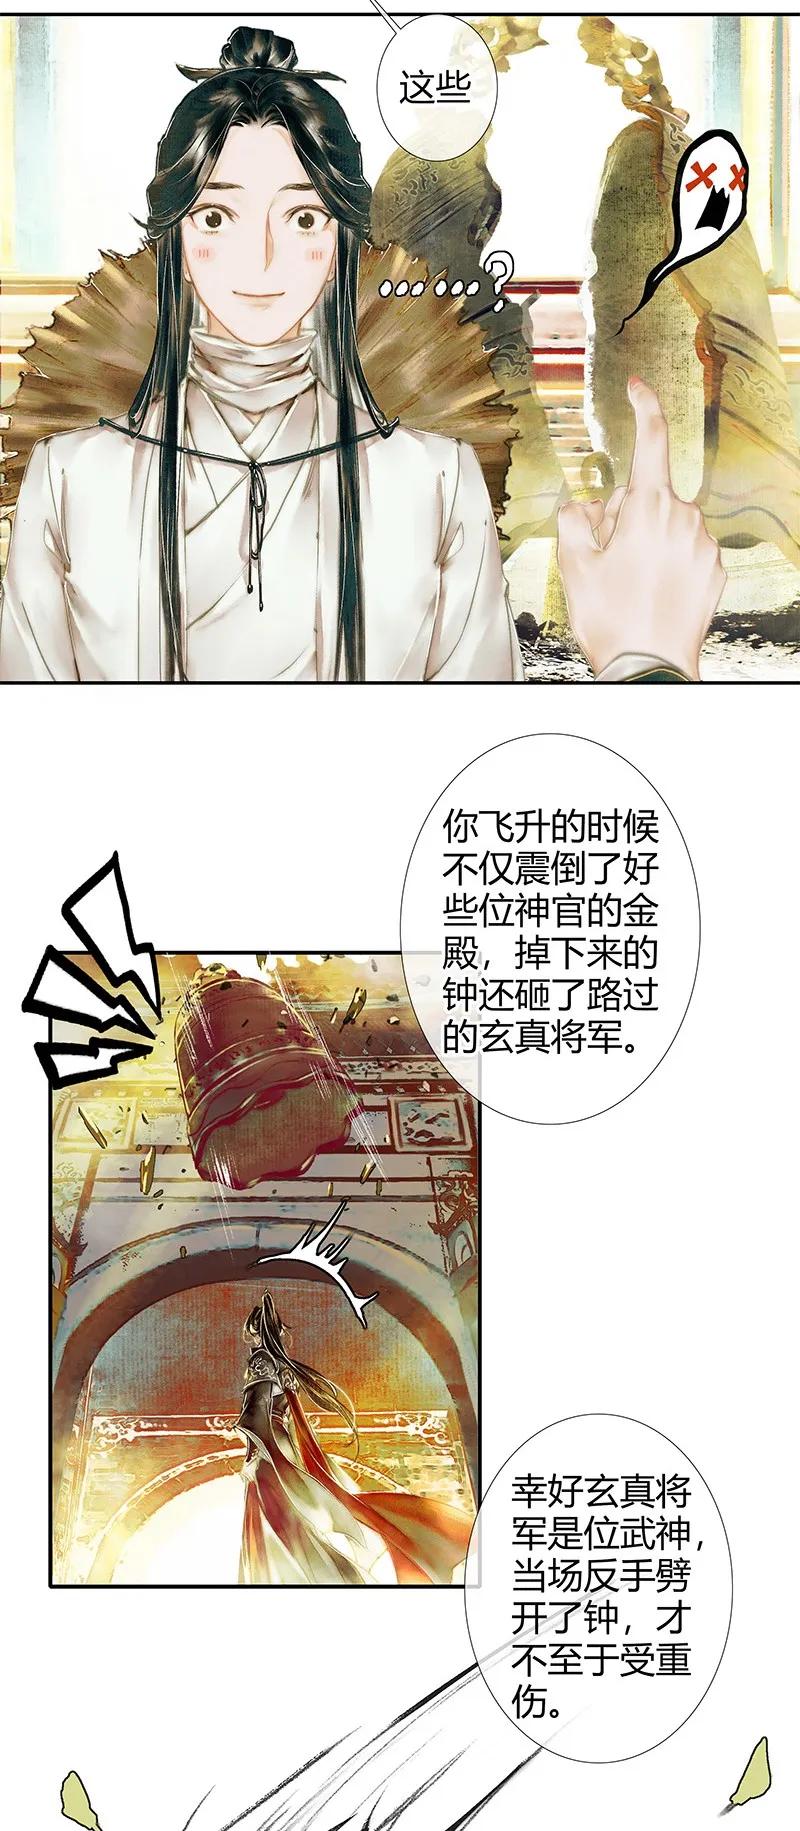 这些
……?
你飞升的时候
不仅震倒了好
些位神官的金
殿，掉下来的
钟还砸了路过
的玄真将军。
幸好玄真将
军是位武神，
当场反手劈
开了钟，才
不至于受重
伤。